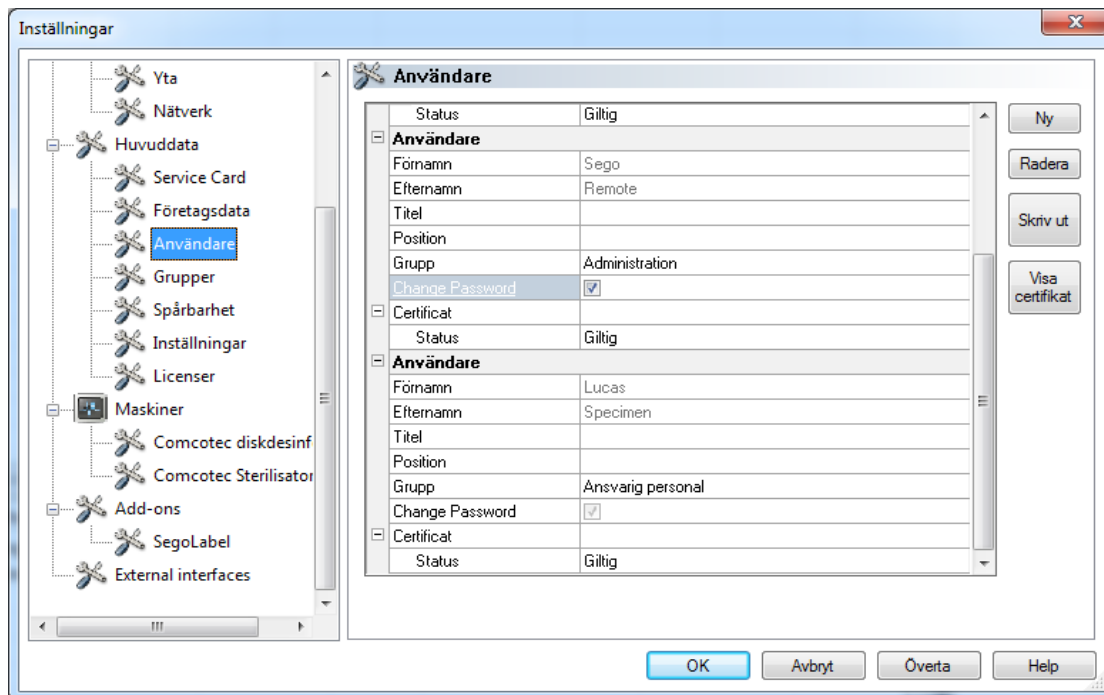 Inställningar
Yta
Nätverk
Huvuddata
Service Card
Företagsdata
Användare
Grupper
Spårbarhet
Inställningar
Licenser
Maskiner
Comcotec diskdesinf
Comcotec Sterilisator
Add-ons
SegoLabel
External interfaces
Användare
Status Giltig
Användare
Förnamn Sego
Efternamn Remote
Titel
Position
Grupp Administration
Change Password
Certificat
Status Giltig
Användare
Förnamn Lucas
Efternamn Specimen
Titel
Position
Grupp Ansvarig personal
Change Password
Certificat
Status Giltig
Ny
Radera
Skriv ut
Visa
certifikat
OK Avbryt Överta Help